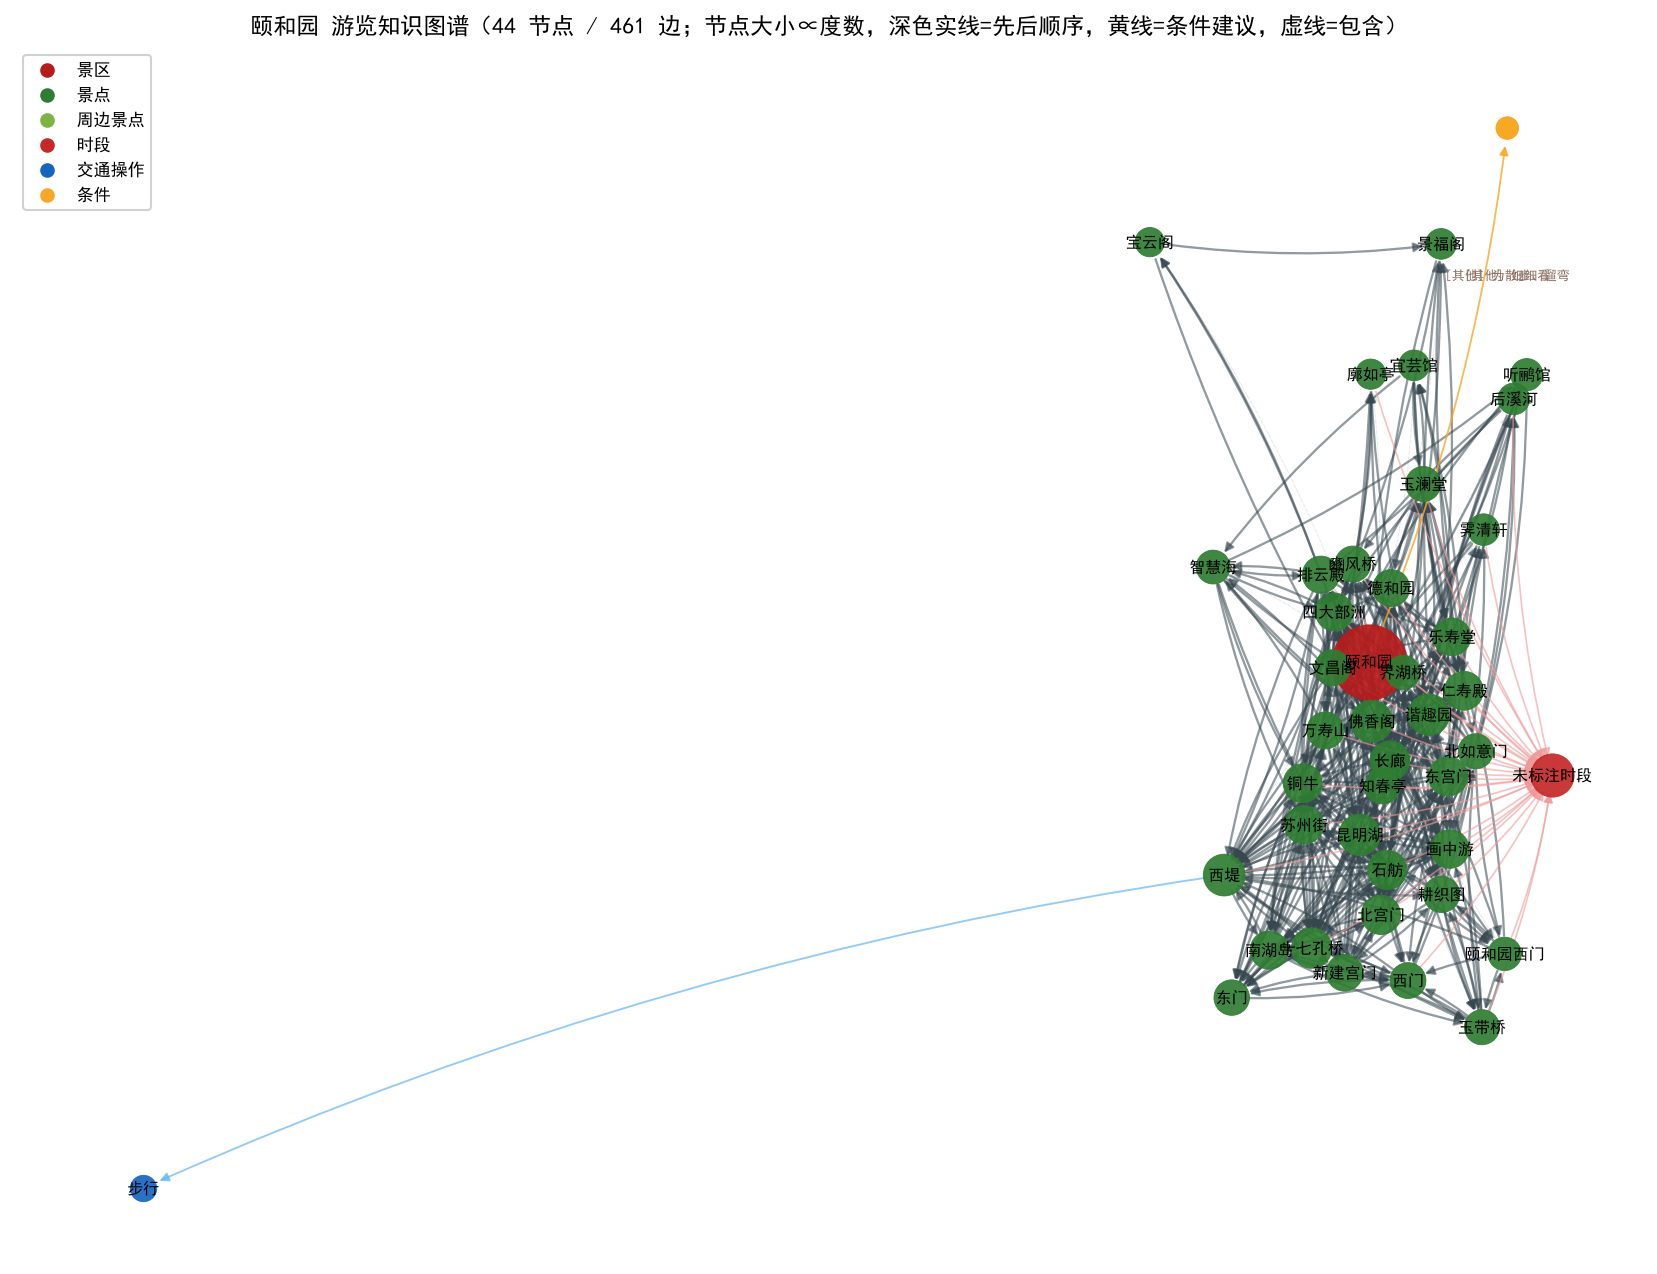 颐和园 游览知识图谱（44 节点 / 461 边；节点大小∝度数，深色实线=先后顺序，黄线=条件建议，虚线=包含）
景区
景点
周边景点
时段
交通操作
条件
宝云阁
景福阁
廓如亭
宜芸馆
听鹂馆
后溪河
玉澜堂
霁清轩
智慧海
排云殿
豳风桥
德和园
四大部洲
乐寿堂
颐和园
文昌阁
界湖桥
仁寿殿
万寿山
佛香阁
谐趣园
北如意门
长廊
东宫门
未标注时段
铜牛
知春亭
苏州街
昆明湖
画中游
西堤
石舫
耕织图
北宫门
南湖岛
十七孔桥
颐和园西门
新建宫门
西门
东门
玉带桥
步行